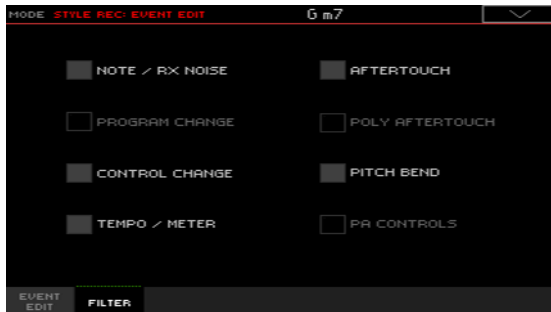 MODE STYLE REC: EVENT EDIT G m7
NOTE / RX NOISE AFTERTOUCH
PROGRAM CHANGE POLY AFTERTOUCH
CONTROL CHANGE PITCH BEND
TEMPO / METER PA CONTROLS
EVENT
EDIT
FILTER